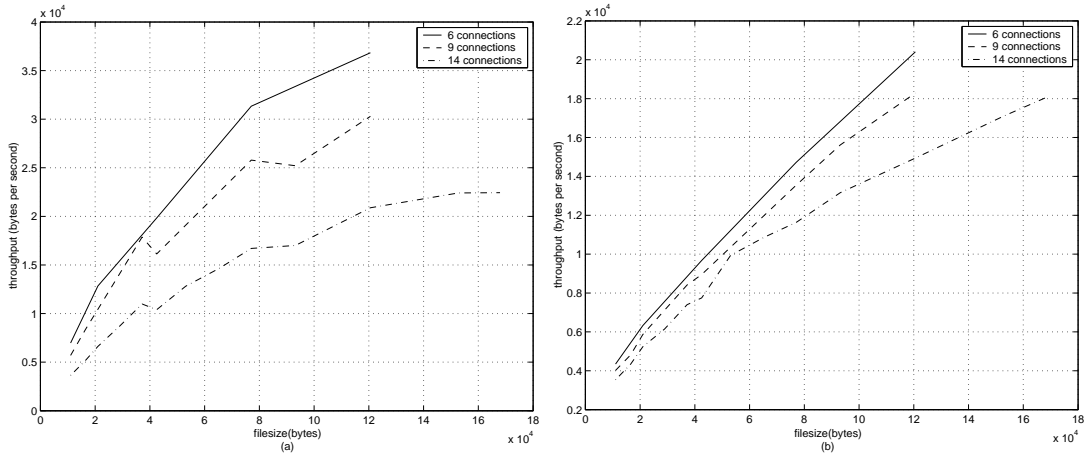 x 10^4
4
3.5
3
2.5
2
1.5
1
0.5
0
throughput (bytes per second)
6 connections
9 connections
14 connections
0 2 4 6 8 10 12 14 16 18
filesize(bytes)
x 10^4
(a)
x 10^4
2.2
2
1.8
1.6
1.4
1.2
1
0.8
0.6
0.4
0.2
throughput (bytes per second)
6 connections
9 connections
14 connections
0 2 4 6 8 10 12 14 16 18
filesize(bytes)
x 10^4
(b)